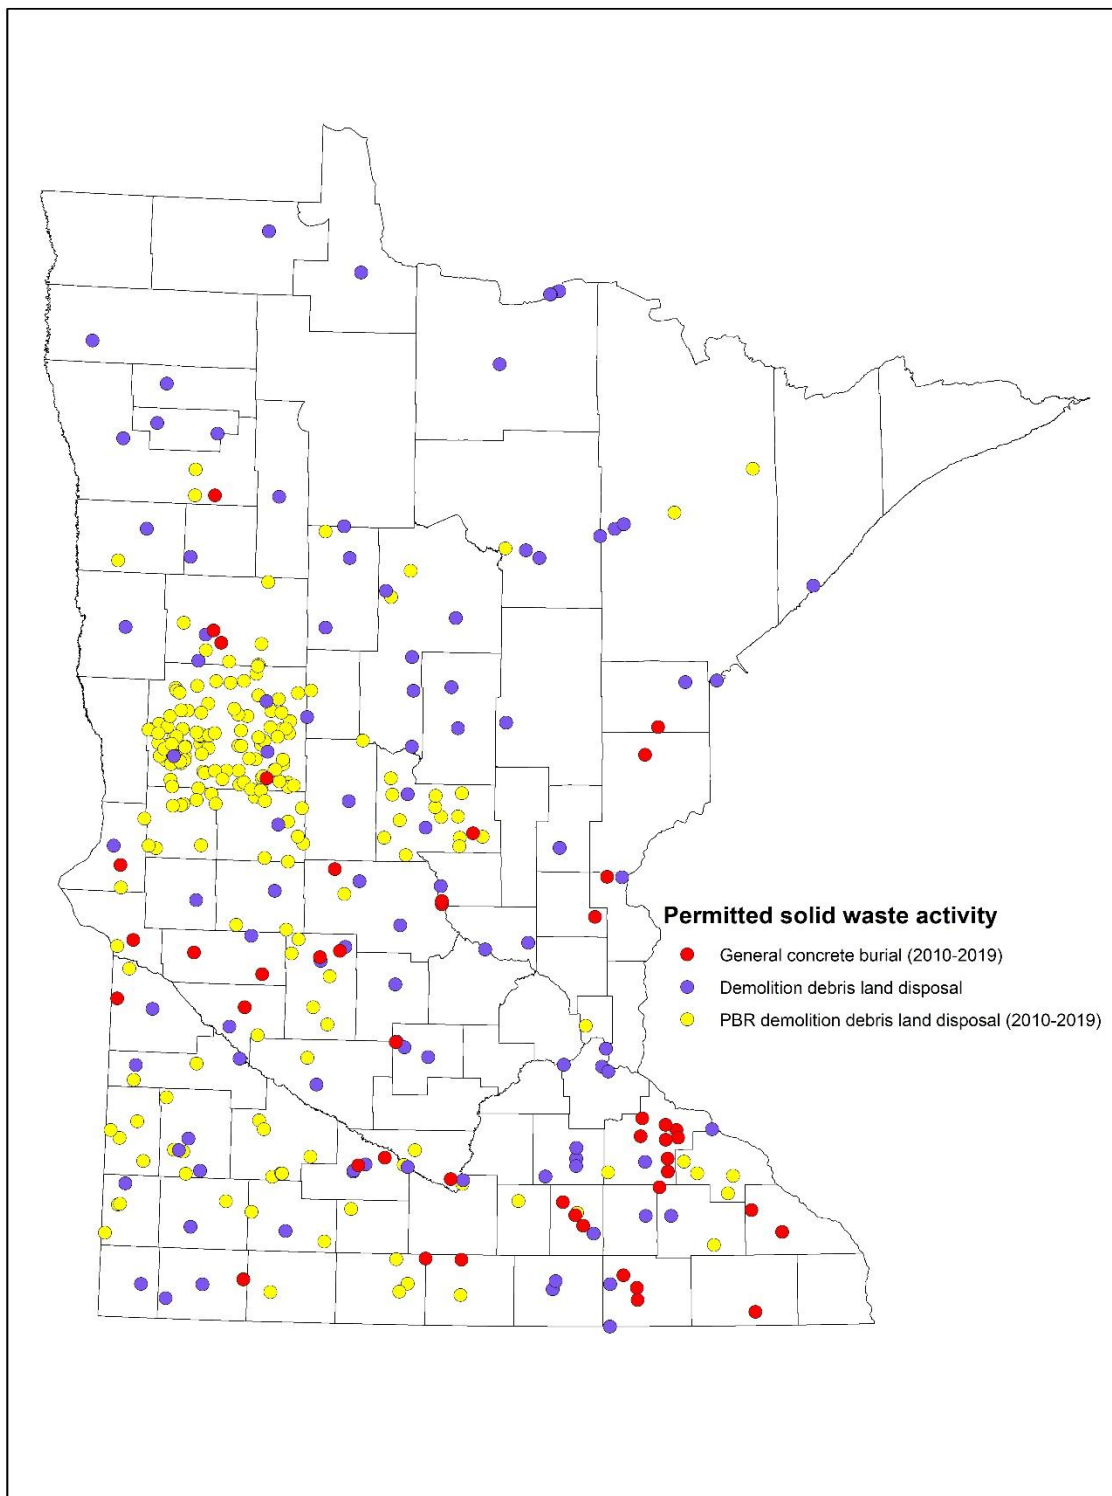 Permitted solid waste activity
General concrete burial (2010-2019)
Demolition debris land disposal
PBR demolition debris land disposal (2010-2019)